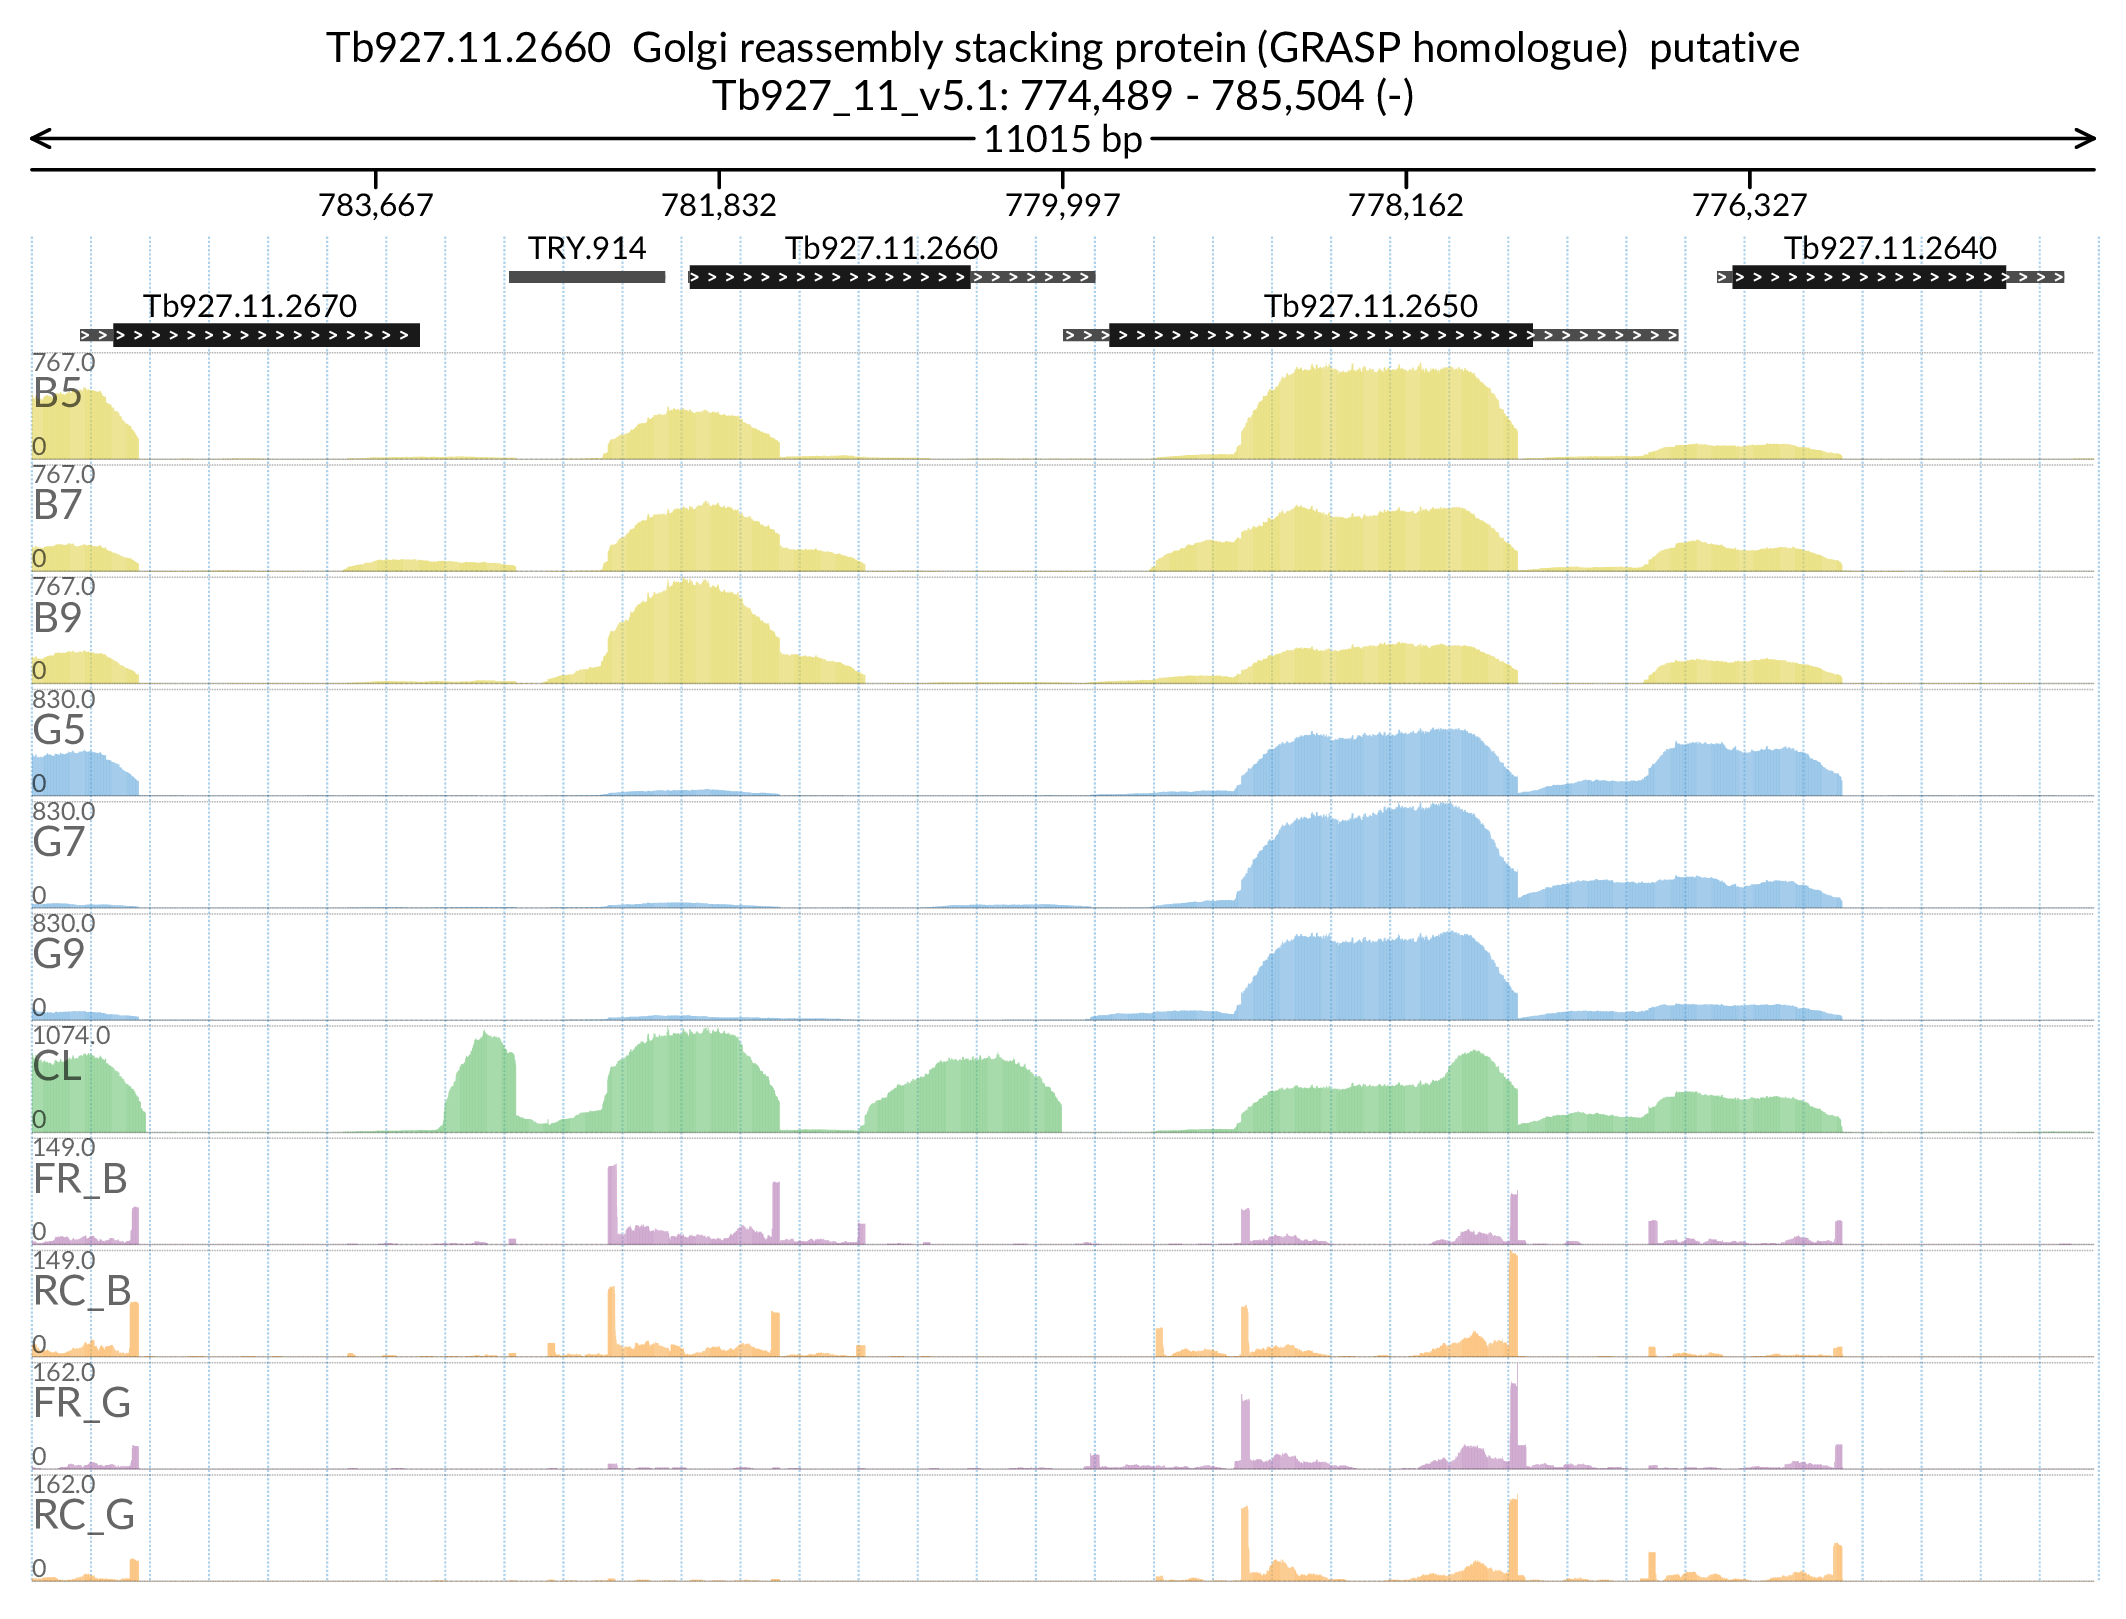 Tb927.11.2660  Golgi reassembly stacking protein (GRASP homologue)  putative
Tb927_11_v5.1: 774,489 - 785,504 (-)
11015 bp
783,667 781,832 779,997 778,162 776,327
TRY.914 Tb927.11.2660 Tb927.11.2640
Tb927.11.2670 Tb927.11.2650
767.0
B5
0
767.0
B7
0
767.0
B9
0
830.0
G5
0
830.0
G7
0
830.0
G9
0
1074.0
CL
0
149.0
FR_B
0
149.0
RC_B
0
162.0
FR_G
0
162.0
RC_G
0